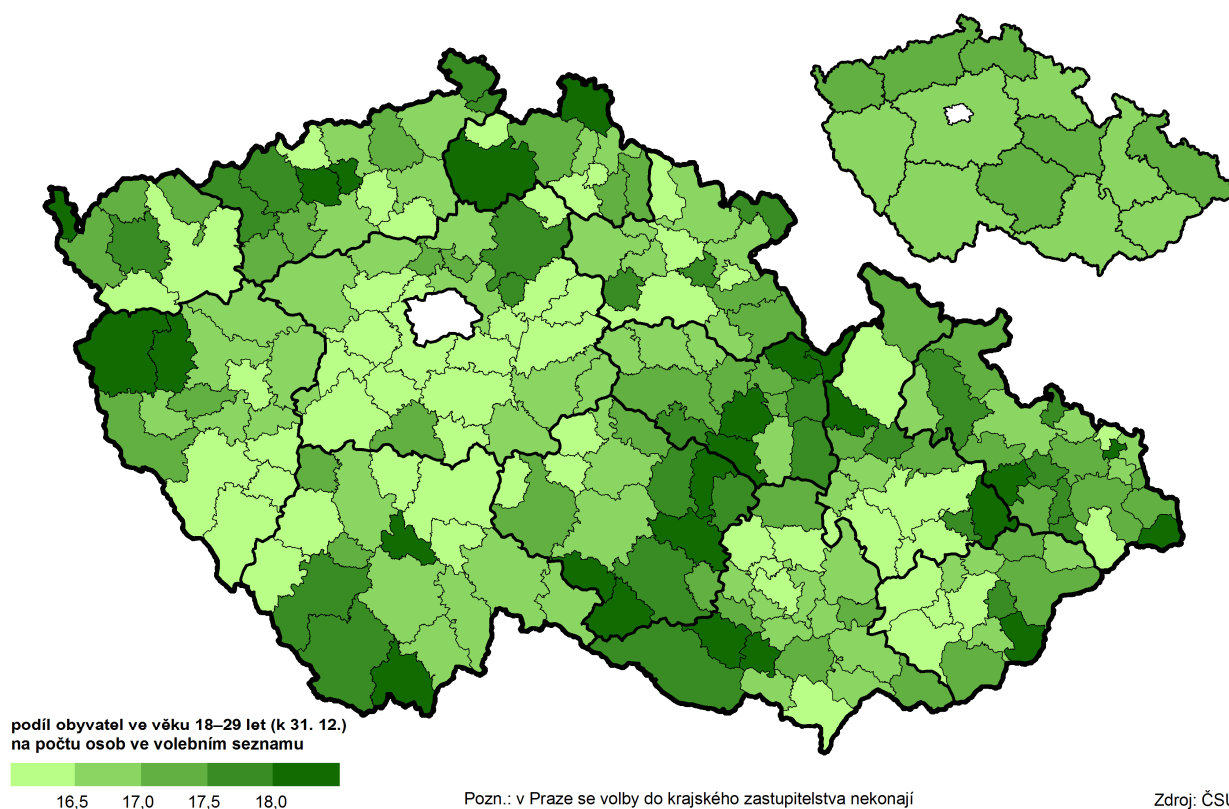 podíl obyvatel ve věku 18–29 let (k 31. 12.)
na počtu osob ve volebním seznamu
16,5 17,0 17,5 18,0
Pozn.: v Praze se volby do krajského zastupitelstva nekonají
Zdroj: ČSÚ